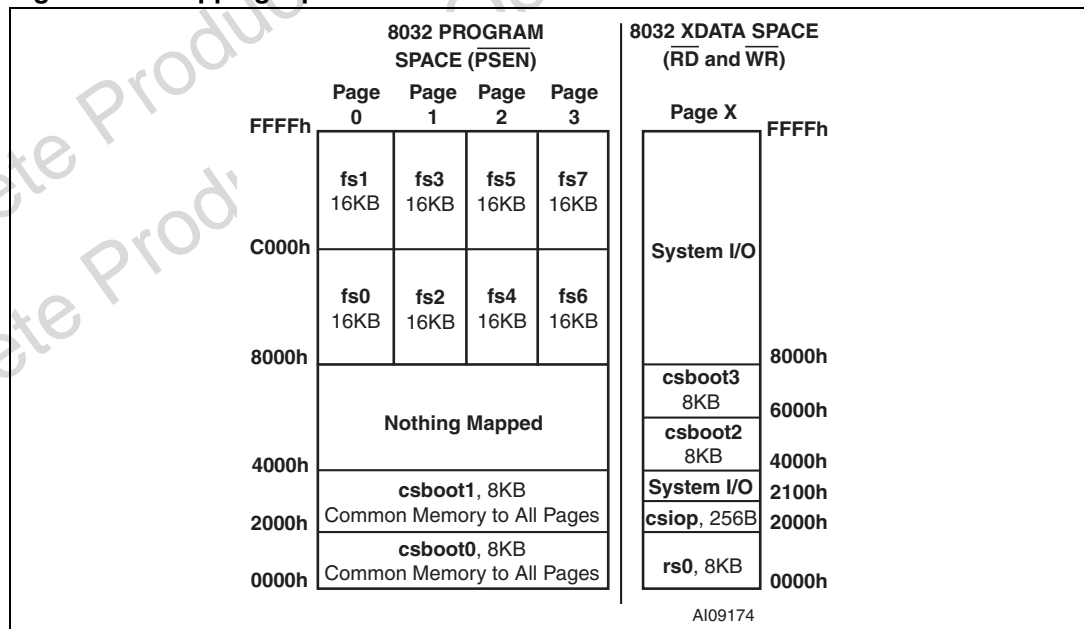 8032 PROGRAM
SPACE (PSEN)
Page 0
Page 1
Page 2
Page 3
FFFFh
fs1
16KB
fs3
16KB
fs5
16KB
fs7
16KB
C000h
fs0
16KB
fs2
16KB
fs4
16KB
fs6
16KB
8000h
Nothing Mapped
4000h
csboot1, 8KB
Common Memory to All Pages
2000h
csboot0, 8KB
Common Memory to All Pages
0000h
8032 XDATA SPACE
(RD and WR)
Page X
FFFFh
System I/O
8000h
csboot3
8KB
6000h
csboot2
8KB
4000h
System I/O
2100h
csiop, 256B
2000h
rs0, 8KB
0000h
AI09174